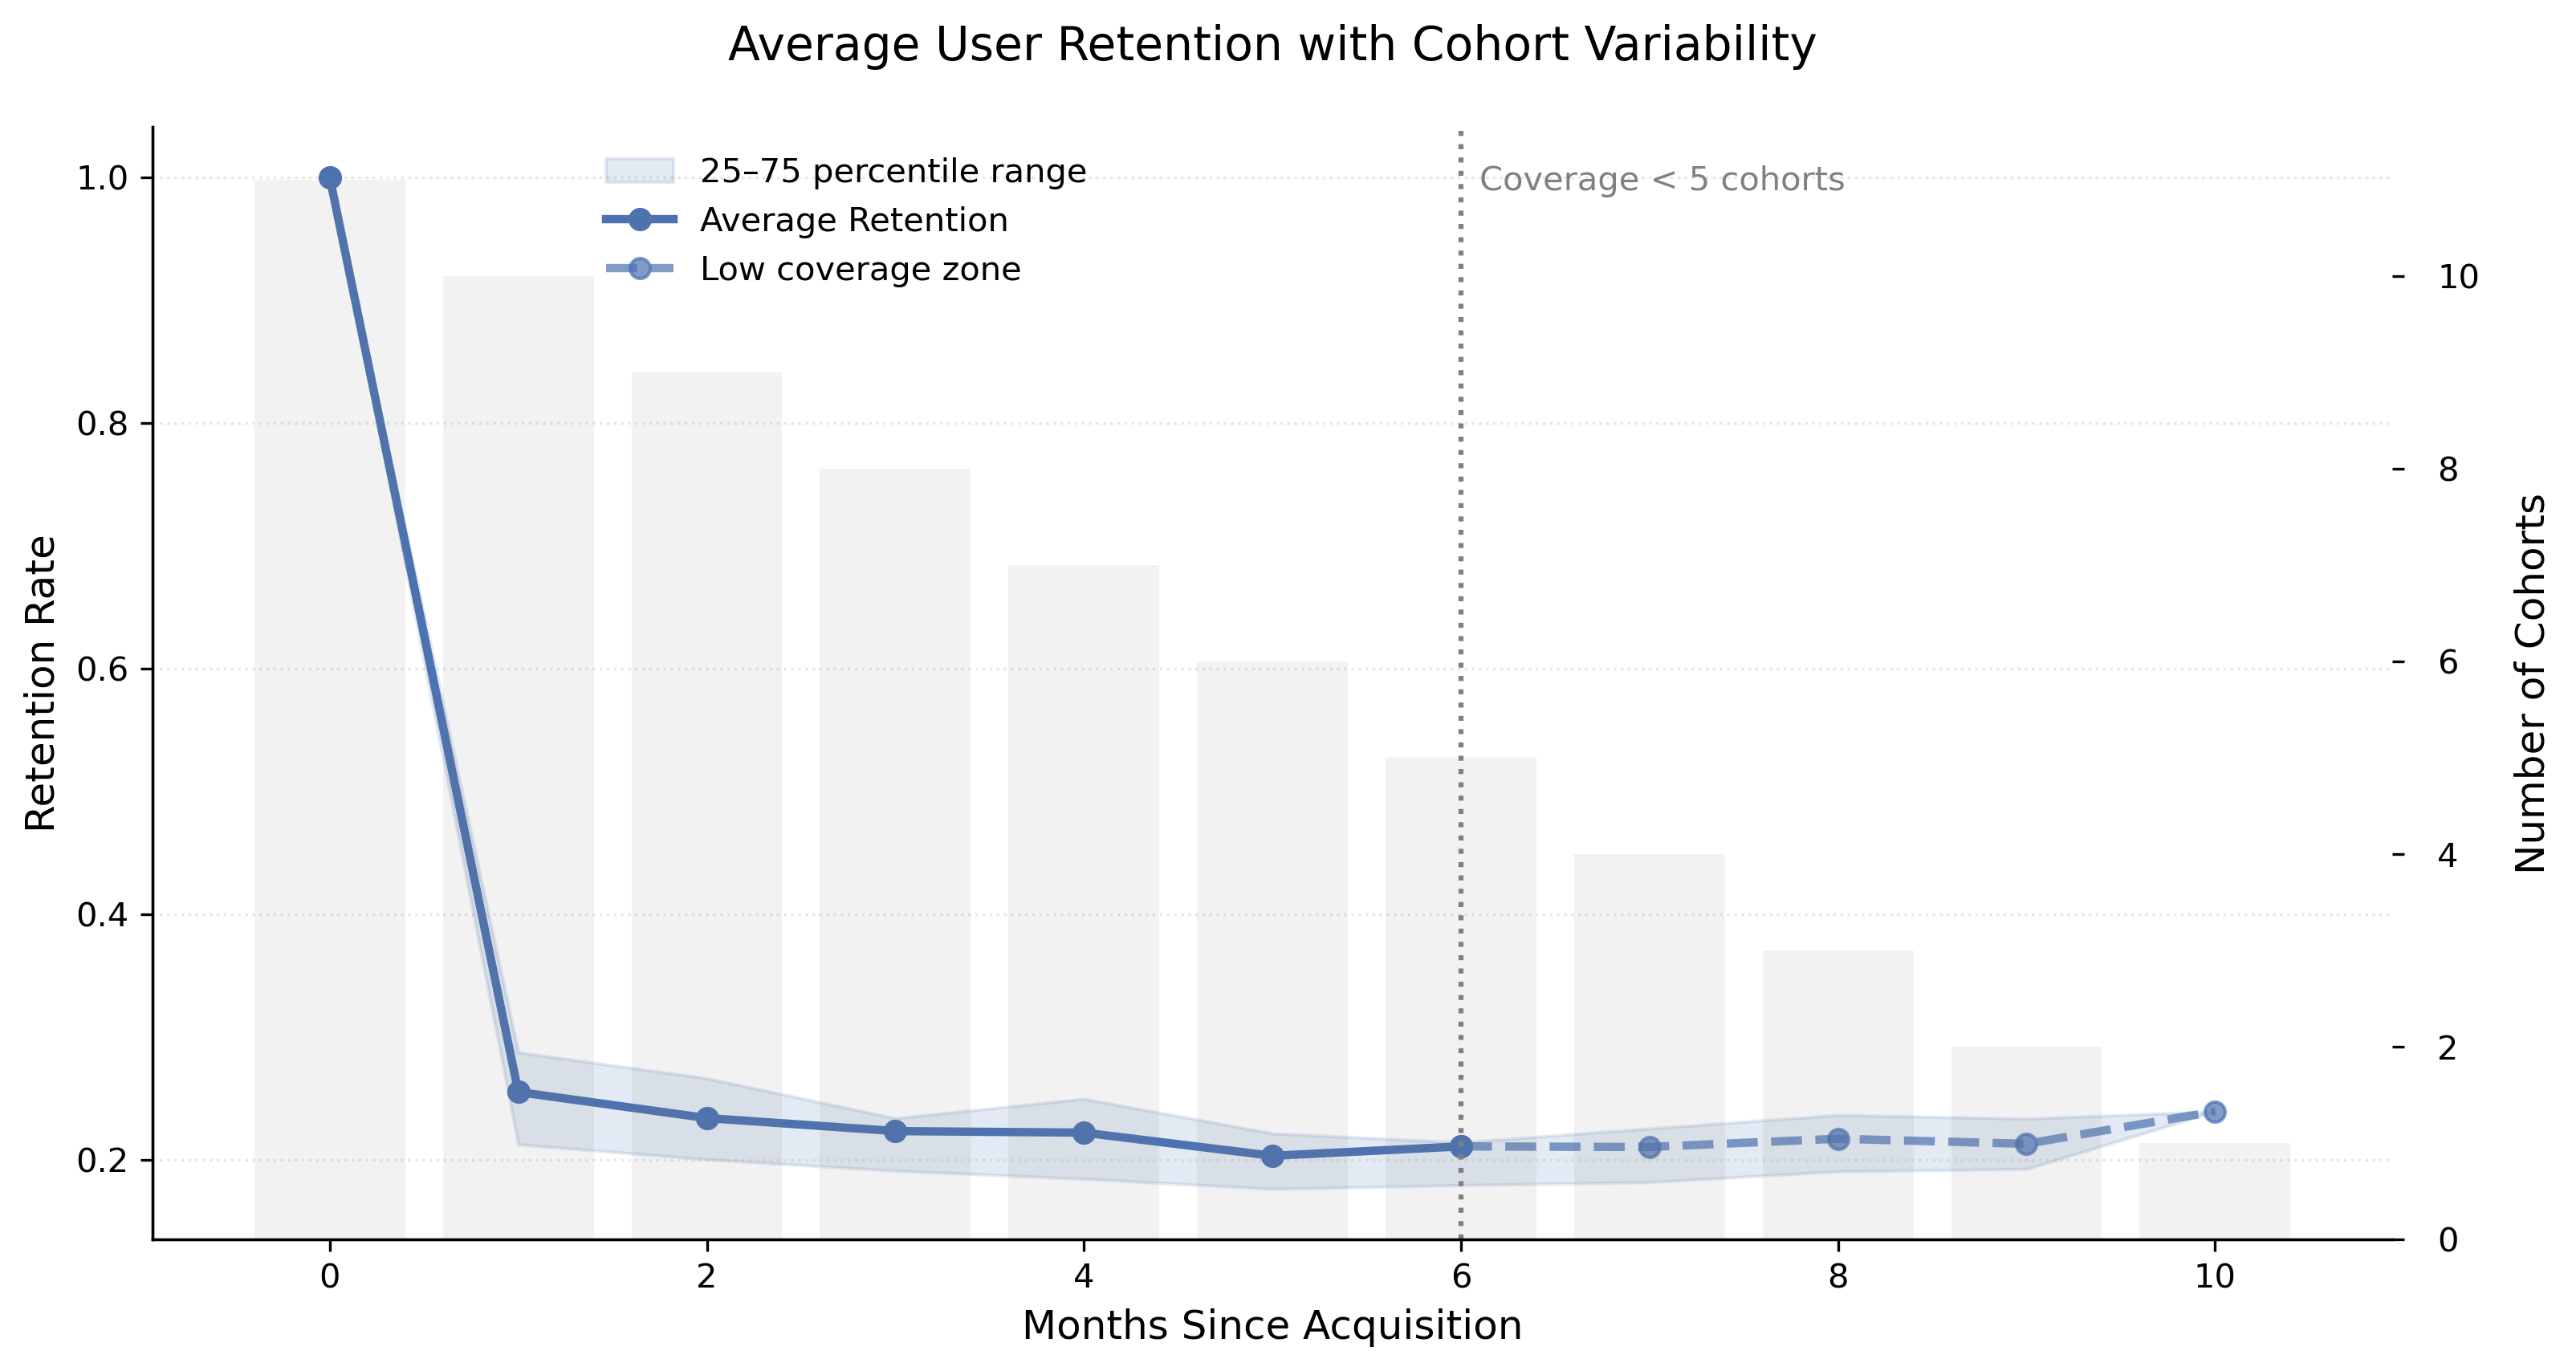 Average User Retention with Cohort Variability
25–75 percentile range
Average Retention
Low coverage zone
Coverage < 5 cohorts
Retention Rate
1.0
0.8
0.6
0.4
0.2
Number of Cohorts
10
8
6
4
2
0
0 2 4 6 8 10
Months Since Acquisition